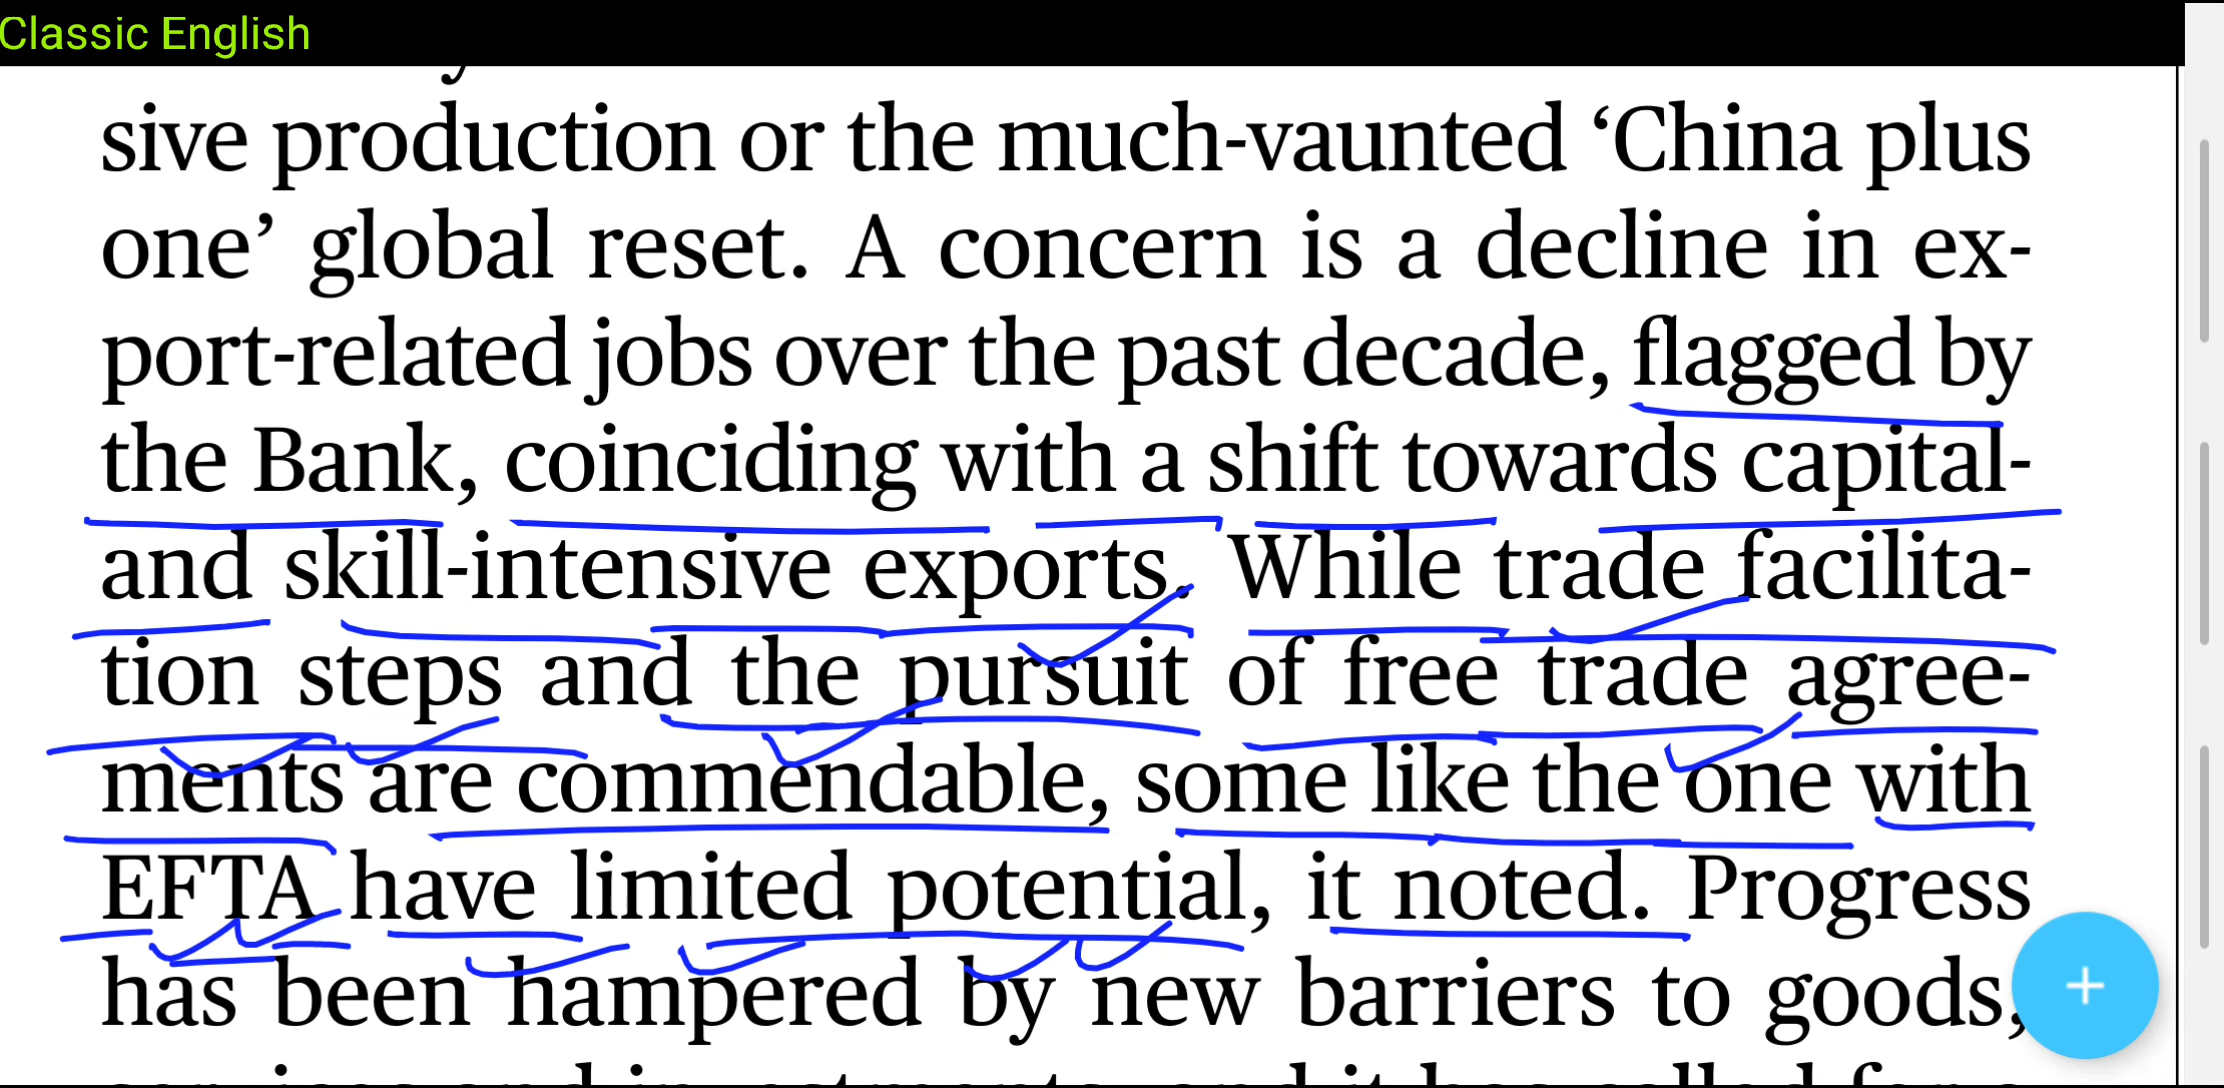 Classic English
sive production or the much-vaunted ‘China plus
one’ global reset. A concern is a decline in ex-
port-related jobs over the past decade, flagged by
the Bank, coinciding with a shift towards capital-
and skill-intensive exports. While trade facilita-
tion steps and the pursuit of free trade agree-
ments are commendable, some like the one with
EFTA have limited potential, it noted. Progress
has been hampered by new barriers to goods,